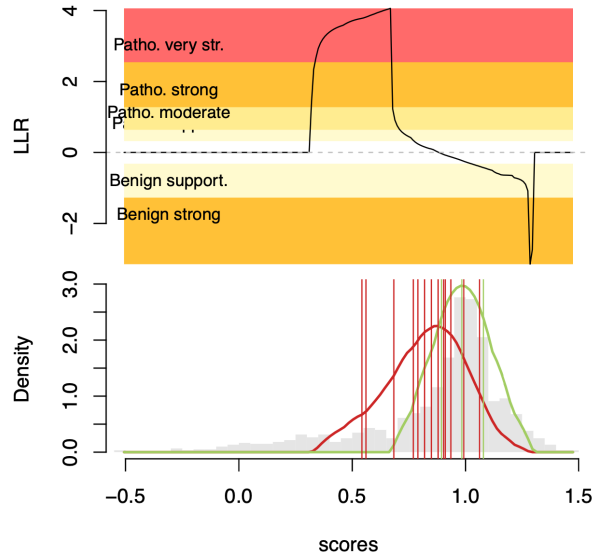 4
Patho. very str.
2
Patho. strong
Patho. moderate
LLR
0
Benign support.
−2
Benign strong
3.0
2.0
Density
1.0
0.0
−0.5 0.0 0.5 1.0 1.5
scores